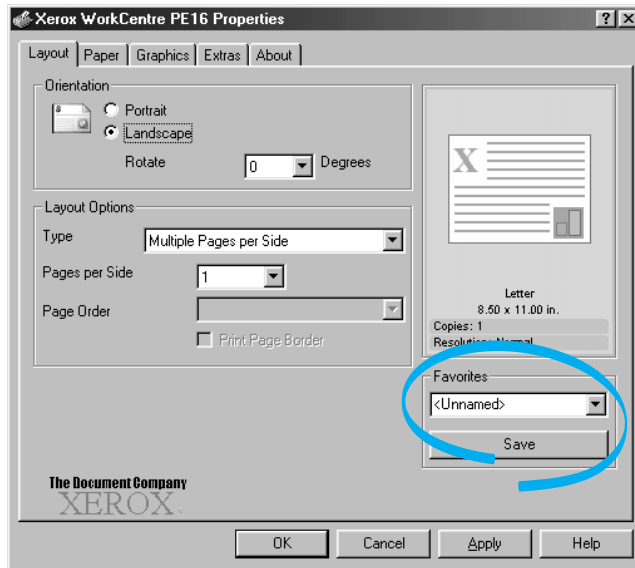 Xerox WorkCentre PE16 Properties
Layout Paper Graphics Extras About
Orientation
Portrait
Landscape
Rotate 0 Degrees
Layout Options
Type Multiple Pages per Side
Pages per Side 1
Page Order
Print Page Border
X
Letter
8.50 x 11.00 in.
Copies: 1
Resolution: Normal
Favorites
<Unnamed>
Save
The Document Company
XEROX
OK Cancel Apply Help